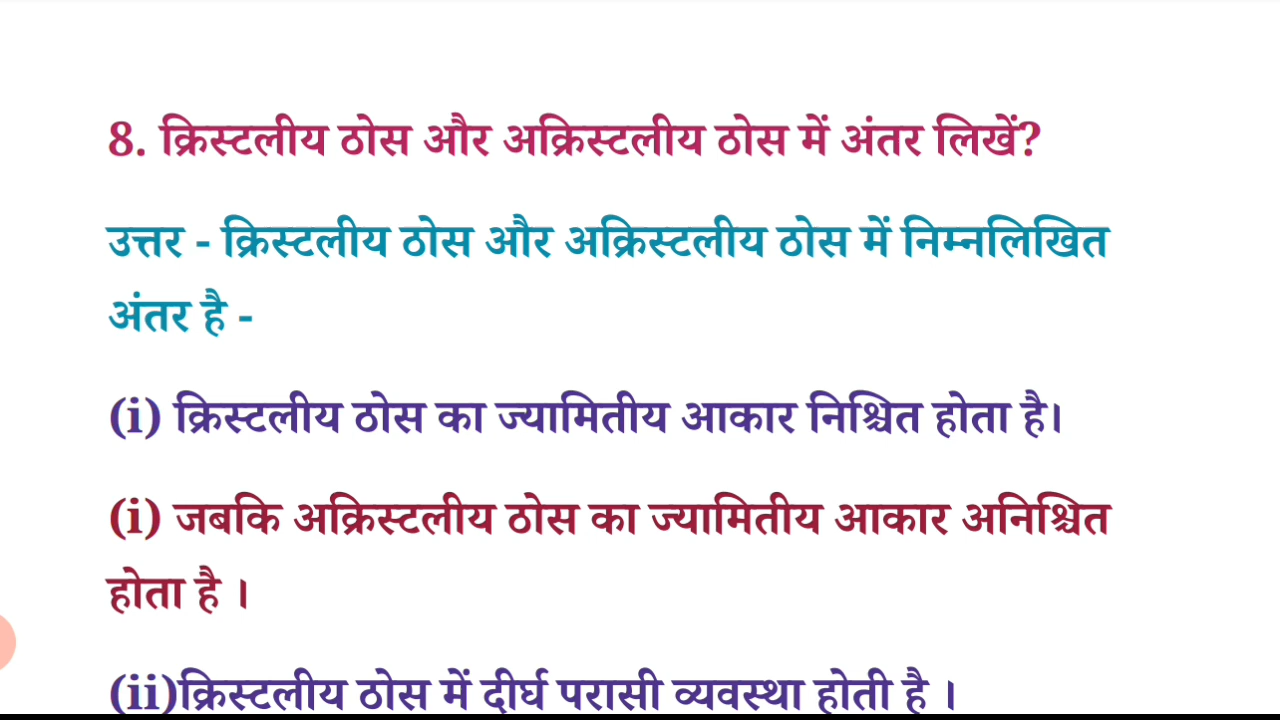 8. क्रिस्टलीय ठोस और अक्रिस्टलीय ठोस में अंतर लिखें?
उत्तर - क्रिस्टलीय ठोस और अक्रिस्टलीय ठोस में निम्नलिखित
अंतर है -
(i) क्रिस्टलीय ठोस का ज्यामितीय आकार निश्चित होता है।
(i) जबकि अक्रिस्टलीय ठोस का ज्यामितीय आकार अनिश्चित
होता है ।
(ii)क्रिस्टलीय ठोस में दीर्घ परासी व्यवस्था होती है ।